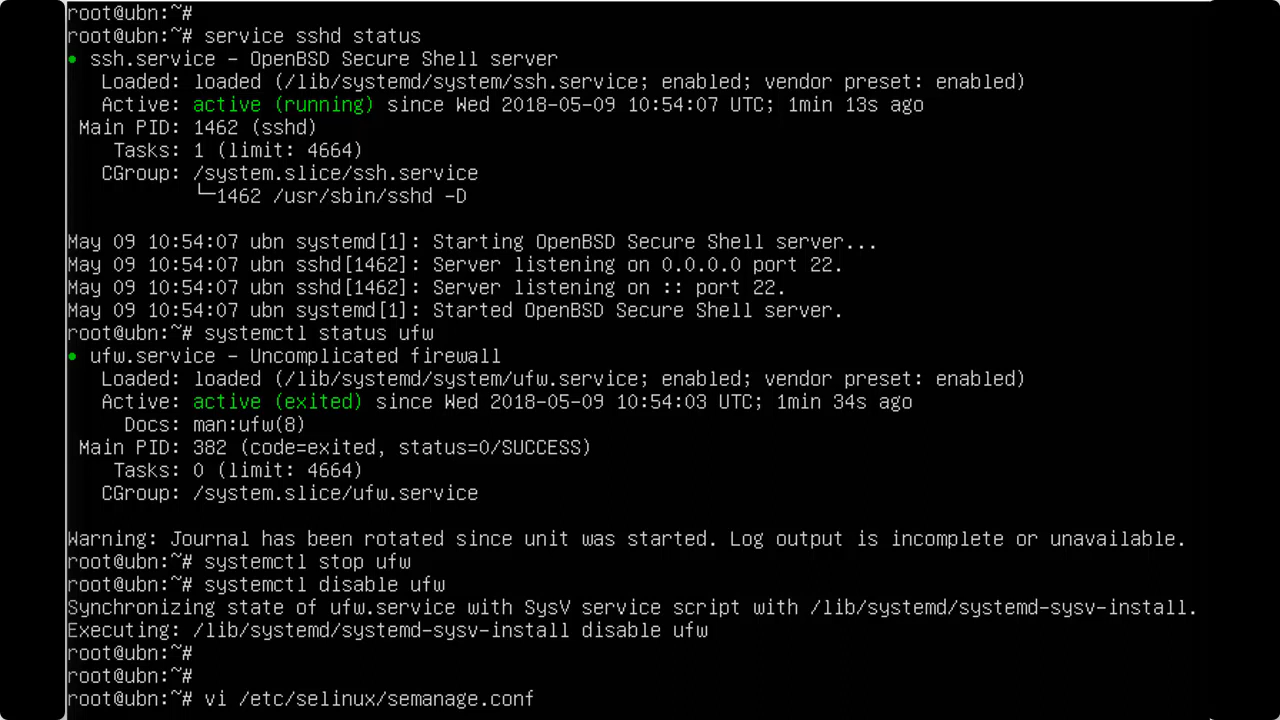 root@ubn:~#
root@ubn:~# service sshd status
● ssh.service - OpenBSD Secure Shell server
Loaded: loaded (/lib/systemd/system/ssh.service; enabled; vendor preset: enabled)
Active: active (running) since Wed 2018-05-09 10:54:07 UTC; 1min 13s ago
Main PID: 1462 (sshd)
Tasks: 1 (limit: 4664)
CGroup: /system.slice/ssh.service
└─1462 /usr/sbin/sshd -D
May 09 10:54:07 ubn systemd[1]: Starting OpenBSD Secure Shell server...
May 09 10:54:07 ubn sshd[1462]: Server listening on 0.0.0.0 port 22.
May 09 10:54:07 ubn sshd[1462]: Server listening on :: port 22.
May 09 10:54:07 ubn systemd[1]: Started OpenBSD Secure Shell server.
root@ubn:~# systemctl status ufw
● ufw.service - Uncomplicated firewall
Loaded: loaded (/lib/systemd/system/ufw.service; enabled; vendor preset: enabled)
Active: active (exited) since Wed 2018-05-09 10:54:03 UTC; 1min 34s ago
Docs: man:ufw(8)
Main PID: 382 (code=exited, status=0/SUCCESS)
Tasks: 0 (limit: 4664)
CGroup: /system.slice/ufw.service
Warning: Journal has been rotated since unit was started. Log output is incomplete or unavailable.
root@ubn:~# systemctl stop ufw
root@ubn:~# systemctl disable ufw
Synchronizing state of ufw.service with SysV service script with /lib/systemd/systemd-sysv-install.
Executing: /lib/systemd/systemd-sysv-install disable ufw
root@ubn:~#
root@ubn:~#
root@ubn:~# vi /etc/selinux/semanage.conf